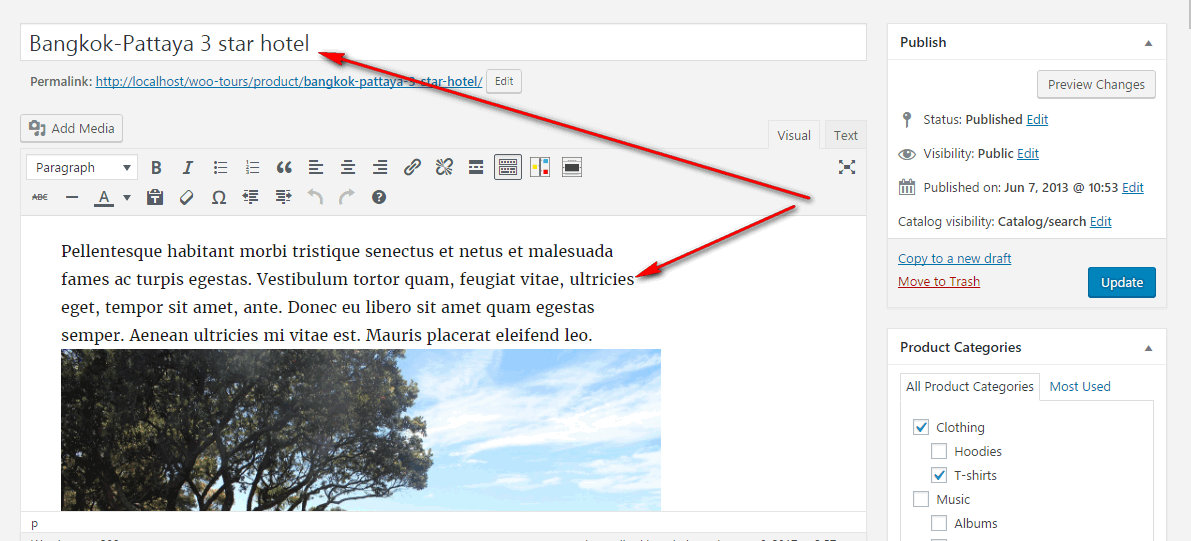 Bangkok-Pattaya 3 star hotel
Permalink: http://localhost/woo-tours/product/bangkok-pattaya-3-star-hotel/ Edit
Add Media
Visual Text
Paragraph B I
ABC A
Pellentesque habitant morbi tristique senectus et netus et malesuada
fames ac turpis egestas. Vestibulum tortor quam, feugiat vitae, ultricies
eget, tempor sit amet, ante. Donec eu libero sit amet quam egestas
semper. Aenean ultricies mi vitae est. Mauris placerat eleifend leo.
p
Publish
Preview Changes
Status: Published Edit
Visibility: Public Edit
Published on: Jun 7, 2013 @ 10:53 Edit
Catalog visibility: Catalog/search Edit
Copy to a new draft
Move to Trash
Update
Product Categories
All Product Categories Most Used
Clothing
Hoodies
T-shirts
Music
Albums